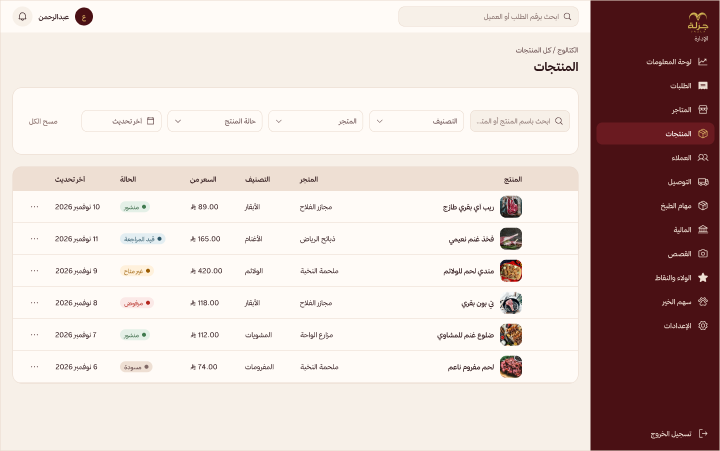 جزلة
الإدارة
لوحة المعلومات
الطلبات
المتاجر
المنتجات
العملاء
التوصيل
مهام الطبخ
المالية
القصص
الولاء والنقاط
سهم الخير
الإعدادات
تسجيل الخروج
ابحث برقم الطلب أو العميل
ع عبدالرحمن
الكتالوج / كل المنتجات
المنتجات
ابحث باسم المنتج أو المتـ... التصنيف المتجر حالة المنتج آخر تحديث مسح الكل
المنتج المتجر التصنيف السعر من الحالة آخر تحديث
ريب آي بقري طازج مجازر الفلاح الأبقار 89.00 منشور 10 نوفمبر 2026
فخذ غنم نعيمي ذبائح الرياض الأغنام 165.00 قيد المراجعة 11 نوفمبر 2026
مندي لحم للولائم ملحمة النخبة الولائم 420.00 غير متاح 9 نوفمبر 2026
تي بون بقري مجازر الفلاح الأبقار 118.00 مرفوض 8 نوفمبر 2026
ضلوع غنم للمشاوي مزارع الواحة المشويات 112.00 منشور 7 نوفمبر 2026
لحم مفروم ناعم ملحمة النخبة المفرومات 74.00 مسودة 6 نوفمبر 2026